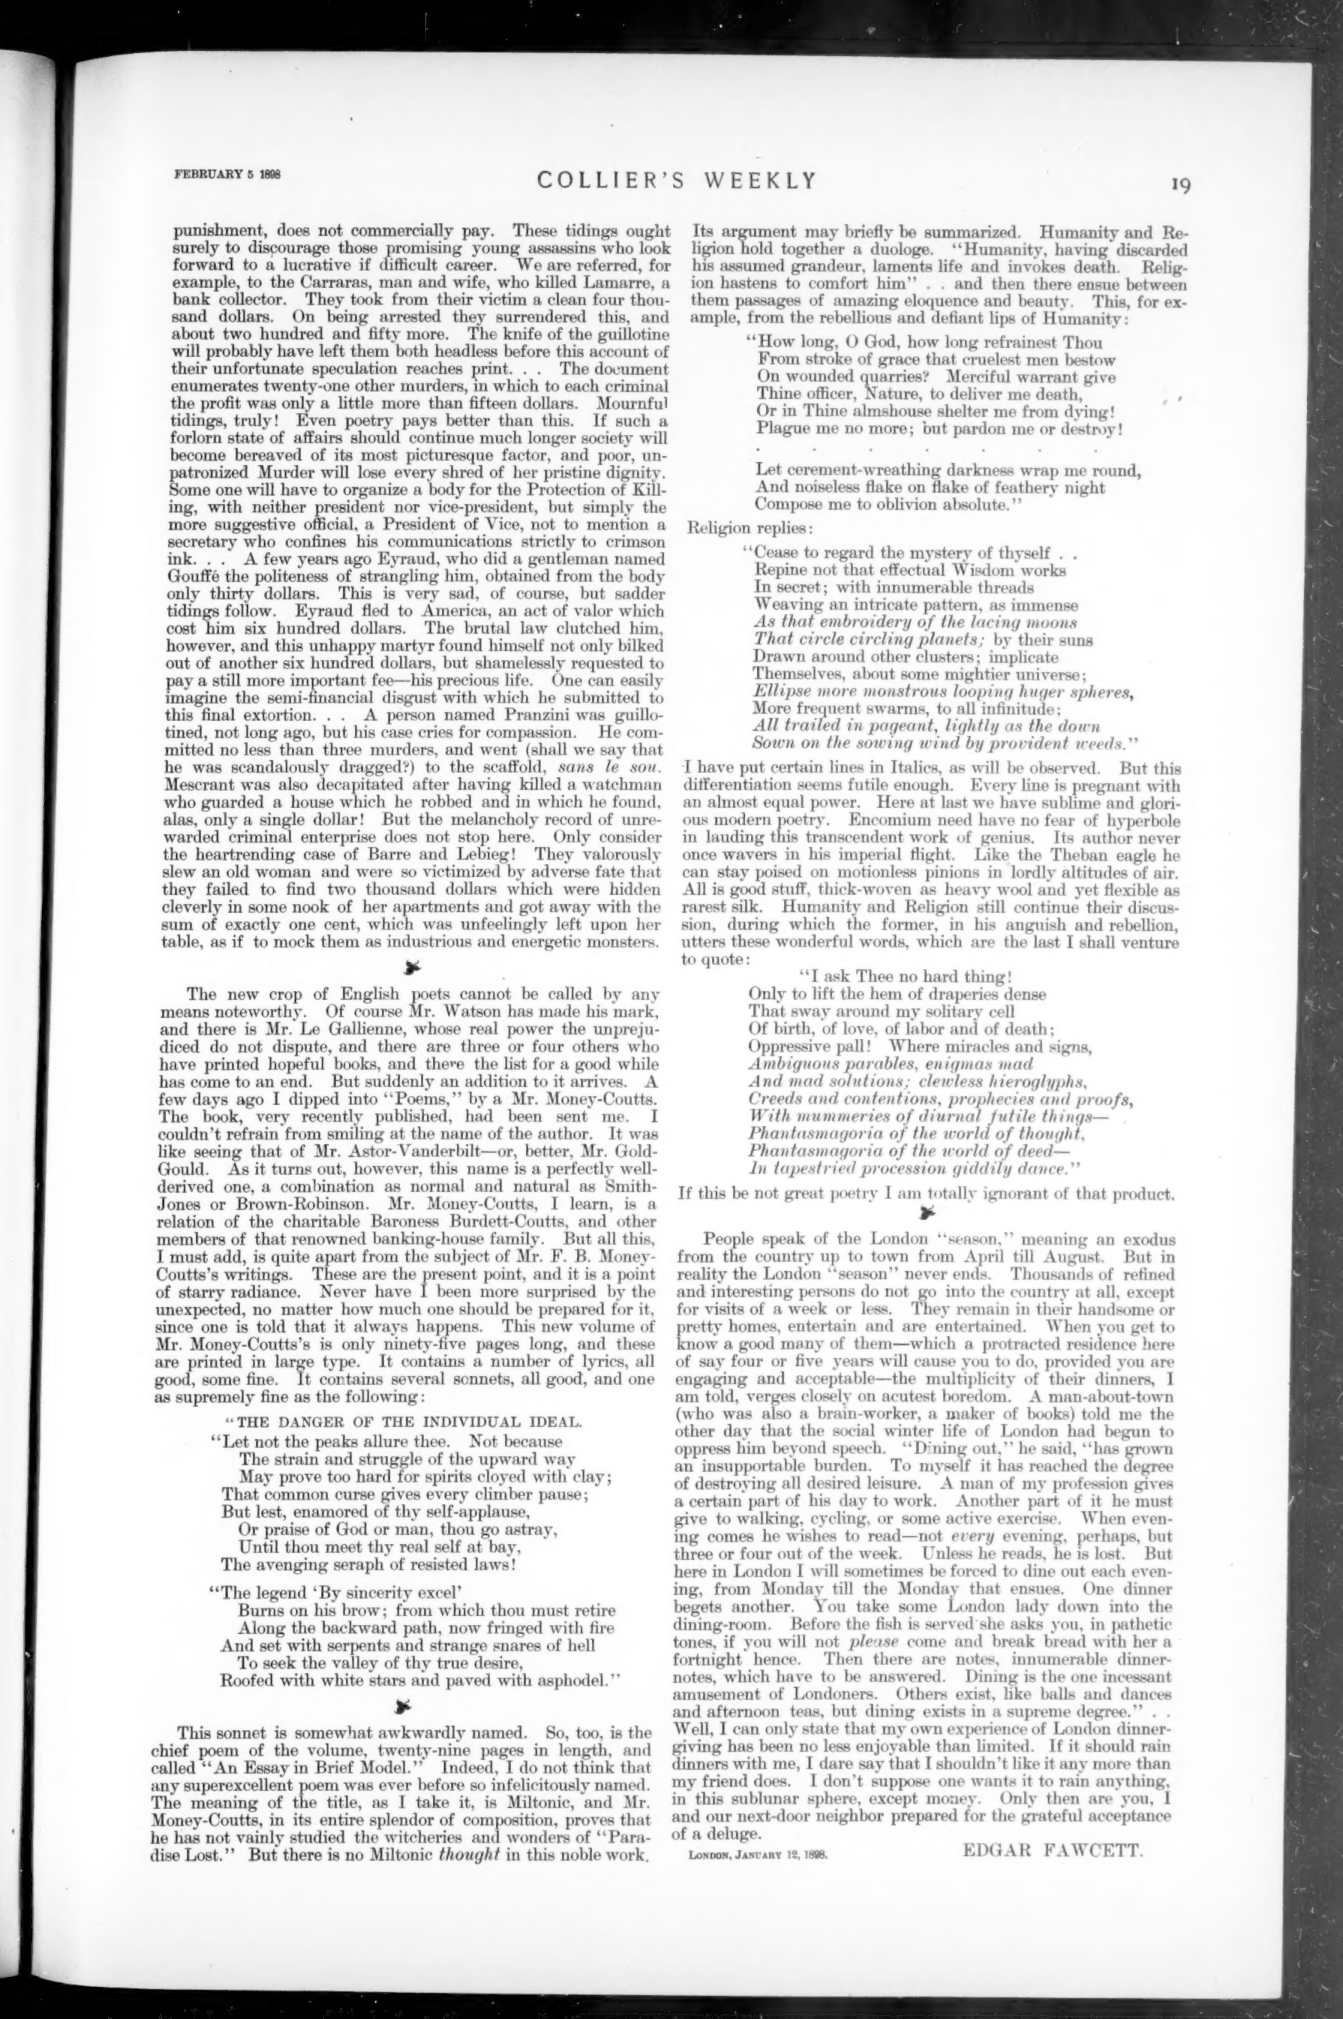 FEBRUARY 5 1898
COLLIER'S WEEKLY
19
punishment, does not commercially pay. These tidings ought
surely to discourage those promising young assassins who look
forward to a lucrative if difficult career. We are referred, for
example, to the Carraras, man and wife, who killed Lamarre, a
bank collector. They took from their victim a clean four thou-
sand dollars. On being arrested they surrendered this, and
about two hundred and fifty more. The knife of the guillotine
will probably have left them both headless before this account of
their unfortunate speculation reaches print. . . The document
enumerates twenty-one other murders, in which to each criminal
the profit was only a little more than fifteen dollars. Mournful
tidings, truly! Even poetry pays better than this. If such a
forlorn state of affairs should continue much longer society will
become bereaved of its most picturesque factor, and poor, un-
patronized Murder will lose every shred of her pristine dignity.
Some one will have to organize a body for the Protection of Kill-
ing, with neither president nor vice-president, but simply the
more suggestive official, a President of Vice, not to mention a
secretary who confines his communications strictly to crimson
ink. . . A few years ago Eyraud, who did a gentleman named
Gouffé the politeness of strangling him, obtained from the body
only thirty dollars. This is very sad, of course, but sadder
tidings follow. Eyraud fled to America, an act of valor which
cost him six hundred dollars. The brutal law clutched him,
however, and this unhappy martyr found himself not only bilked
out of another six hundred dollars, but shamelessly requested to
pay a still more important fee—his precious life. One can easily
imagine the semi-financial disgust with which he submitted to
this final extortion. . . A person named Pranzini was guillo-
tined, not long ago, but his case cries for compassion. He com-
mitted no less than three murders, and went (shall we say that
he was scandalously dragged?) to the scaffold, sans le sou.
Mescrant was also decapitated after having killed a watchman
who guarded a house which he robbed and in which he found,
alas, only a single dollar! But the melancholy record of unre-
warded criminal enterprise does not stop here. Only consider
the heartrending case of Barre and Lebieg! They valorously
slew an old woman and were so victimized by adverse fate that
they failed to find two thousand dollars which were hidden
cleverly in some nook of her apartments and got away with the
sum of exactly one cent, which was unfeelingly left upon her
table, as if to mock them as industrious and energetic monsters.
The new crop of English poets cannot be called by any
means noteworthy. Of course Mr. Watson has made his mark,
and there is Mr. Le Gallienne, whose real power the unpreju-
diced do not dispute, and there are three or four others who
have printed hopeful books, and there the list for a good while
has come to an end. But suddenly an addition to it arrives. A
few days ago I dipped into "Poems," by a Mr. Money-Coutts.
The book, very recently published, had been sent me. I
couldn't refrain from smiling at the name of the author. It was
like seeing that of Mr. Astor-Vanderbilt—or, better, Mr. Gold-
Gould. As it turns out, however, this name is a perfectly well-
derived one, a combination as normal and natural as Smith-
Jones or Brown-Robinson. Mr. Money-Coutts, I learn, is a
relation of the charitable Baroness Burdett-Coutts, and other
members of that renowned banking-house family. But all this,
I must add, is quite apart from the subject of Mr. F. B. Money-
Coutts's writings. These are the present point, and it is a point
of starry radiance. Never have I been more surprised by the
unexpected, no matter how much one should be prepared for it,
since one is told that it always happens. This new volume of
Mr. Money-Coutts's is only ninety-five pages long, and these
are printed in large type. It contains a number of lyrics, all
good, some fine. It contains several sonnets, all good, and one
as supremely fine as the following:
"THE DANGER OF THE INDIVIDUAL IDEAL.
"Let not the peaks allure thee. Not because
The strain and struggle of the upward way
May prove too hard for spirits cloyed with clay;
That common curse gives every climber pause;
But lest, enamored of thy self-applause,
Or praise of God or man, thou go astray,
Until thou meet thy real self at bay,
The avenging seraph of resisted laws!
"The legend 'By sincerity excel'
Burns on his brow; from which thou must retire
Along the backward path, now fringed with fire
And set with serpents and strange snares of hell
To seek the valley of thy true desire,
Roofed with white stars and paved with asphodel."
This sonnet is somewhat awkwardly named. So, too, is the
chief poem of the volume, twenty-nine pages in length, and
called "An Essay in Brief Model." Indeed, I do not think that
any superexcellent poem was ever before so infelicitously named.
The meaning of the title, as I take it, is Miltonic, and Mr.
Money-Coutts, in its entire splendor of composition, proves that
he has not vainly studied the witcheries and wonders of "Para-
dise Lost." But there is no Miltonic thought in this noble work.
Its argument may briefly be summarized. Humanity and Re-
ligion hold together a duologe. "Humanity, having discarded
his assumed grandeur, laments life and invokes death. Relig-
ion hastens to comfort him" . . and then there ensue between
them passages of amazing eloquence and beauty. This, for ex-
ample, from the rebellious and defiant lips of Humanity:
"How long, O God, how long refrainest Thou
From stroke of grace that cruelest men bestow
On wounded quarries? Merciful warrant give
Thine officer, Nature, to deliver me death,
Or in Thine almshouse shelter me from dying!
Plague me no more; but pardon me or destroy!
. . . . . .
Let cerement-wreathing darkness wrap me round,
And noiseless flake on flake of feathery night
Compose me to oblivion absolute."
Religion replies:
"Cease to regard the mystery of thyself . .
Repine not that effectual Wisdom works
In secret; with innumerable threads
Weaving an intricate pattern, as immense
As that embroidery of the lacing moons
That circle circling planets; by their suns
Drawn around other clusters; implicate
Themselves, about some mightier universe;
Ellipse more monstrous looping huger spheres,
More frequent swarms, to all infinitude;
All trailed in pageant, lightly as the down
Sown on the sowing wind by provident weeds."
I have put certain lines in Italics, as will be observed. But this
differentiation seems futile enough. Every line is pregnant with
an almost equal power. Here at last we have sublime and glori-
ous modern poetry. Encomium need have no fear of hyperbole
in lauding this transcendent work of genius. Its author never
once wavers in his imperial flight. Like the Theban eagle he
can stay poised on motionless pinions in lordly altitudes of air.
All is good stuff, thick-woven as heavy wool and yet flexible as
rarest silk. Humanity and Religion still continue their discus-
sion, during which the former, in his anguish and rebellion,
utters these wonderful words, which are the last I shall venture
to quote:
"I ask Thee no hard thing!
Only to lift the hem of draperies dense
That sway around my solitary cell
Of birth, of love, of labor and of death;
Oppressive pall! Where miracles and signs,
Ambiguous parables, enigmas mad
And mad solutions; clewless hieroglyphs,
Creeds and contentions, prophecies and proofs,
With mummeries of diurnal futile things—
Phantasmagoria of the world of thought,
Phantasmagoria of the world of deed—
In tapestried procession giddily dance."
If this be not great poetry I am totally ignorant of that product.
People speak of the London "season," meaning an exodus
from the country up to town from April till August. But in
reality the London "season" never ends. Thousands of refined
and interesting persons do not go into the country at all, except
for visits of a week or less. They remain in their handsome or
pretty homes, entertain and are entertained. When you get to
know a good many of them—which a protracted residence here
of say four or five years will cause you to do, provided you are
engaging and acceptable—the multiplicity of their dinners, I
am told, verges closely on acutest boredom. A man-about-town
(who was also a brain-worker, a maker of books) told me the
other day that the social winter life of London had begun to
oppress him beyond speech. "Dining out," he said, "has grown
an insupportable burden. To myself it has reached the degree
of destroying all desired leisure. A man of my profession gives
a certain part of his day to work. Another part of it he must
give to walking, cycling, or some active exercise. When even-
ing comes he wishes to read—not every evening, perhaps, but
three or four out of the week. Unless he reads, he is lost. But
here in London I will sometimes be forced to dine out each even-
ing, from Monday till the Monday that ensues. One dinner
begets another. You take some London lady down into the
dining-room. Before the fish is served she asks you, in pathetic
tones, if you will not please come and break bread with her a
fortnight hence. Then there are notes, innumerable dinner-
notes, which have to be answered. Dining is the one incessant
amusement of Londoners. Others exist, like balls and dances
and afternoon teas, but dining exists in a supreme degree." . .
Well, I can only state that my own experience of London dinner-
giving has been no less enjoyable than limited. If it should rain
dinners with me, I dare say that I shouldn't like it any more than
my friend does. I don't suppose one wants it to rain anything,
in this sublunar sphere, except money. Only then are you, I
and our next-door neighbor prepared for the grateful acceptance
of a deluge.
EDGAR FAWCETT.
LONDON, JANUARY 12, 1898.